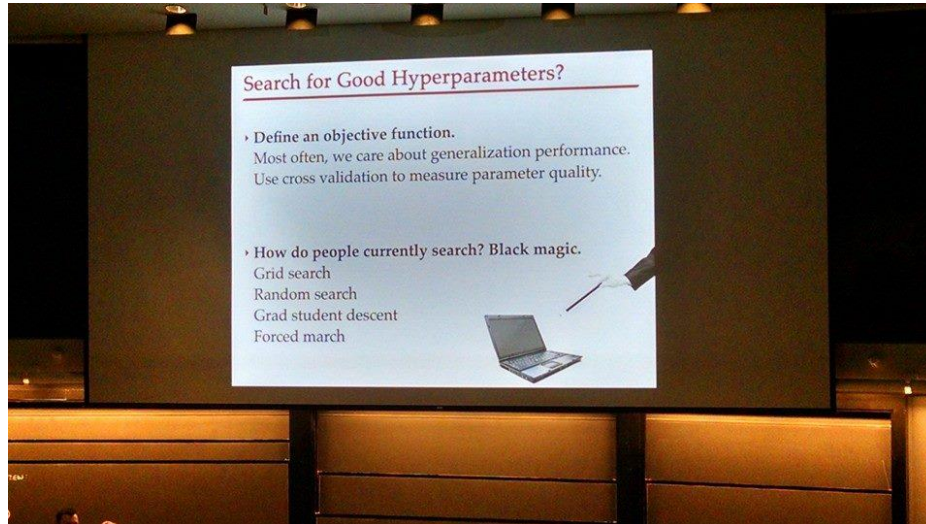 Search for Good Hyperparameters?
‣ Define an objective function.
Most often, we care about generalization performance.
Use cross validation to measure parameter quality.
‣ How do people currently search? Black magic.
Grid search
Random search
Grad student descent
Forced march